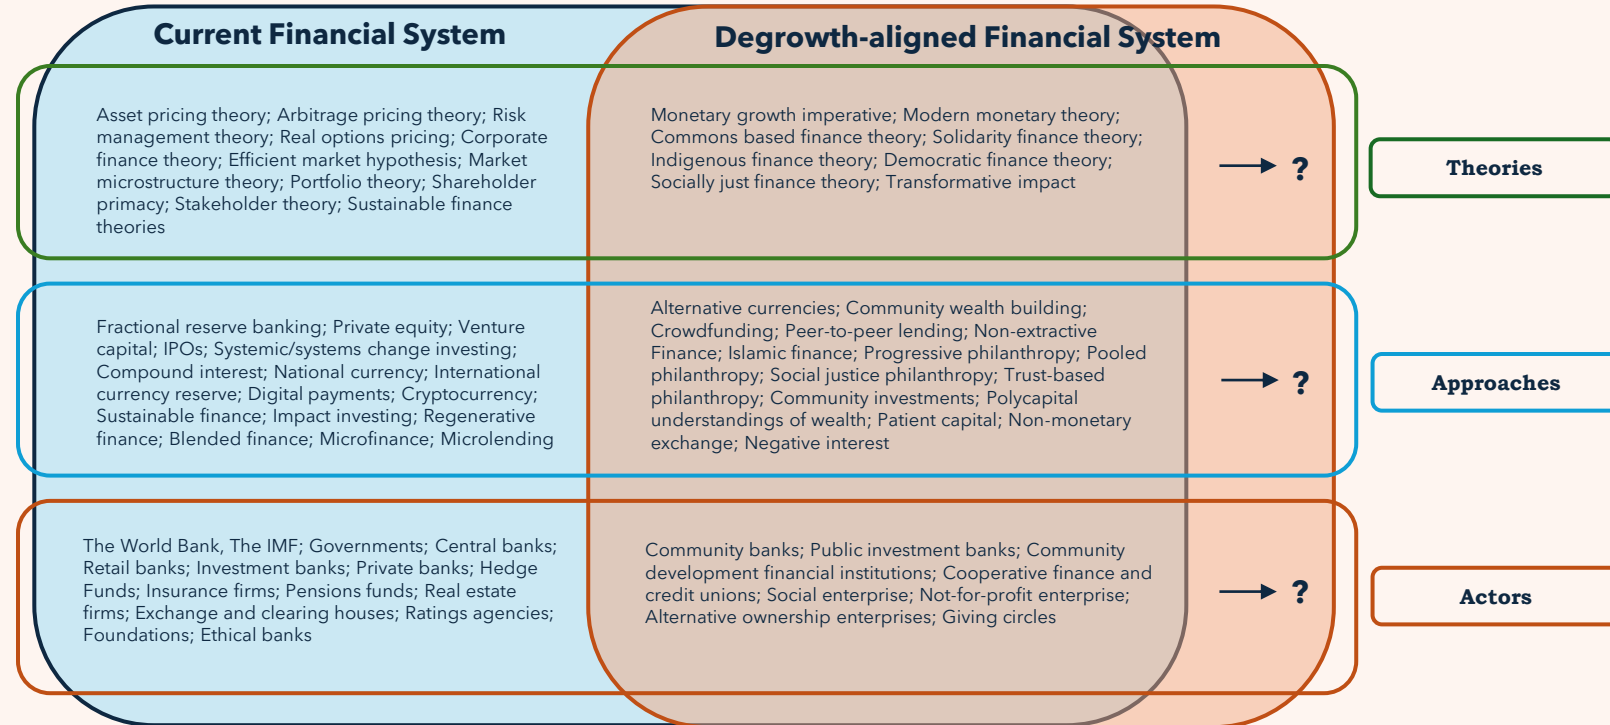 Current Financial System
Degrowth-aligned Financial System
Asset pricing theory; Arbitrage pricing theory; Risk
management theory; Real options pricing; Corporate
finance theory; Efficient market hypothesis; Market
microstructure theory; Portfolio theory; Shareholder
primacy; Stakeholder theory; Sustainable finance
theories
Monetary growth imperative; Modern monetary theory;
Commons based finance theory; Solidarity finance theory;
Indigenous finance theory; Democratic finance theory;
Socially just finance theory; Transformative impact
?
Theories
Fractional reserve banking; Private equity; Venture
capital; IPOs; Systemic/systems change investing;
Compound interest; National currency; International
currency reserve; Digital payments; Cryptocurrency;
Sustainable finance; Impact investing; Regenerative
finance; Blended finance; Microfinance; Microlending
Alternative currencies; Community wealth building;
Crowdfunding; Peer-to-peer lending; Non-extractive
Finance; Islamic finance; Progressive philanthropy; Pooled
philanthropy; Social justice philanthropy; Trust-based
philanthropy; Community investments; Polycapital
understandings of wealth; Patient capital; Non-monetary
exchange; Negative interest
?
Approaches
The World Bank, The IMF; Governments; Central banks;
Retail banks; Investment banks; Private banks; Hedge
Funds; Insurance firms; Pensions funds; Real estate
firms; Exchange and clearing houses; Ratings agencies;
Foundations; Ethical banks
Community banks; Public investment banks; Community
development financial institutions; Cooperative finance and
credit unions; Social enterprise; Not-for-profit enterprise;
Alternative ownership enterprises; Giving circles
?
Actors